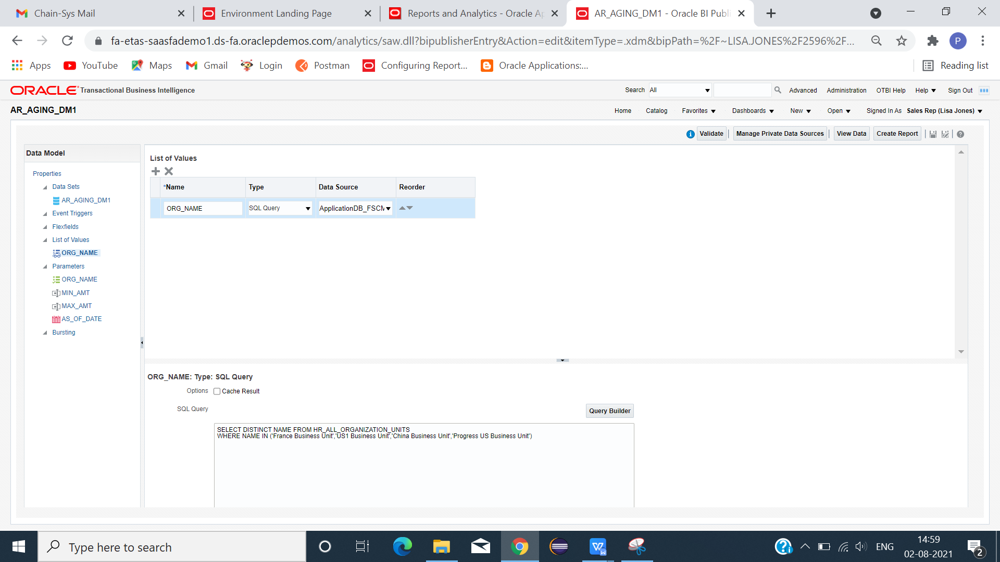 Chain-Sys Mail
Environment Landing Page
Reports and Analytics - Oracle Ap
AR_AGING_DM1 - Oracle BI Publi
fa-etas-saasfademo1.ds-fa.oraclepdemos.com/analytics/saw.dll?bipublisherEntry&Action=edit&itemType=.xdm&bipPath=%2F~LISA.JONES%2F2596%2F...
P
Apps
YouTube
Maps
Gmail
Login
Postman
Configuring Report...
Oracle Applications:...
Reading list
ORACLE Transactional Business Intelligence
Search All
Advanced
Administration
OTBI Help
Help
Sign Out
AR_AGING_DM1
Home
Catalog
Favorites
Dashboards
New
Open
Signed In As Sales Rep (Lisa Jones)
Validate
Manage Private Data Sources
View Data
Create Report
Data Model
Properties
Data Sets
AR_AGING_DM1
Event Triggers
Flexfields
List of Values
ORG_NAME
Parameters
ORG_NAME
MIN_AMT
MAX_AMT
AS_OF_DATE
Bursting
List of Values
*Name Type Data Source Reorder
ORG_NAME SQL Query ApplicationDB_FSCM
ORG_NAME: Type: SQL Query
Options Cache Result
SQL Query
Query Builder
SELECT DISTINCT NAME FROM HR_ALL_ORGANIZATION_UNITS
WHERE NAME IN ('France Business Unit','US1 Business Unit','China Business Unit','Progress US Business Unit')
Type here to search
ENG
14:59
02-08-2021
2